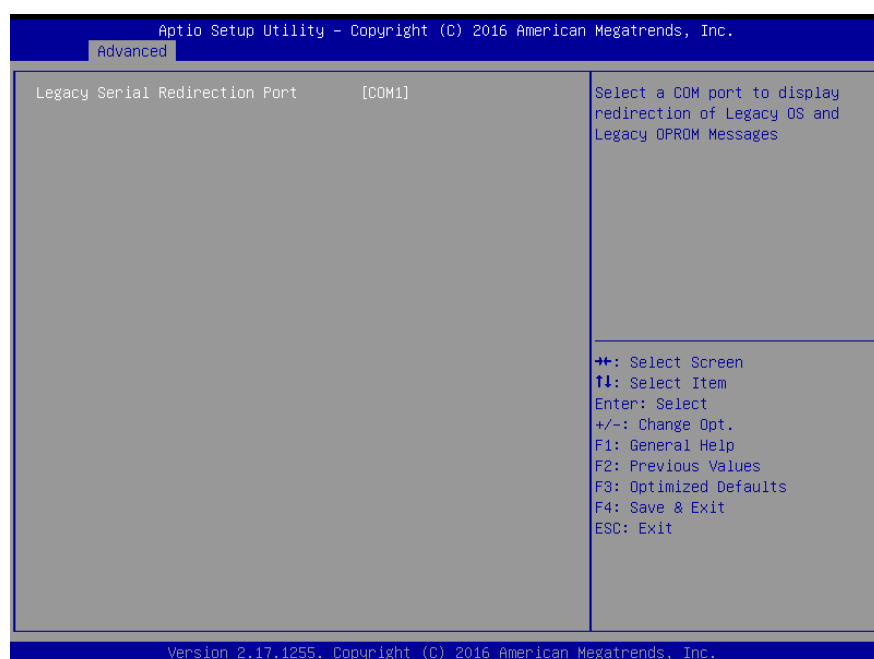 Aptio Setup Utility – Copyright (C) 2016 American Megatrends, Inc.
Advanced
Legacy Serial Redirection Port [COM1]
Select a COM port to display
redirection of Legacy OS and
Legacy OPROM Messages
→←: Select Screen
↑↓: Select Item
Enter: Select
+/-: Change Opt.
F1: General Help
F2: Previous Values
F3: Optimized Defaults
F4: Save & Exit
ESC: Exit
Version 2.17.1255. Copyright (C) 2016 American Megatrends, Inc.